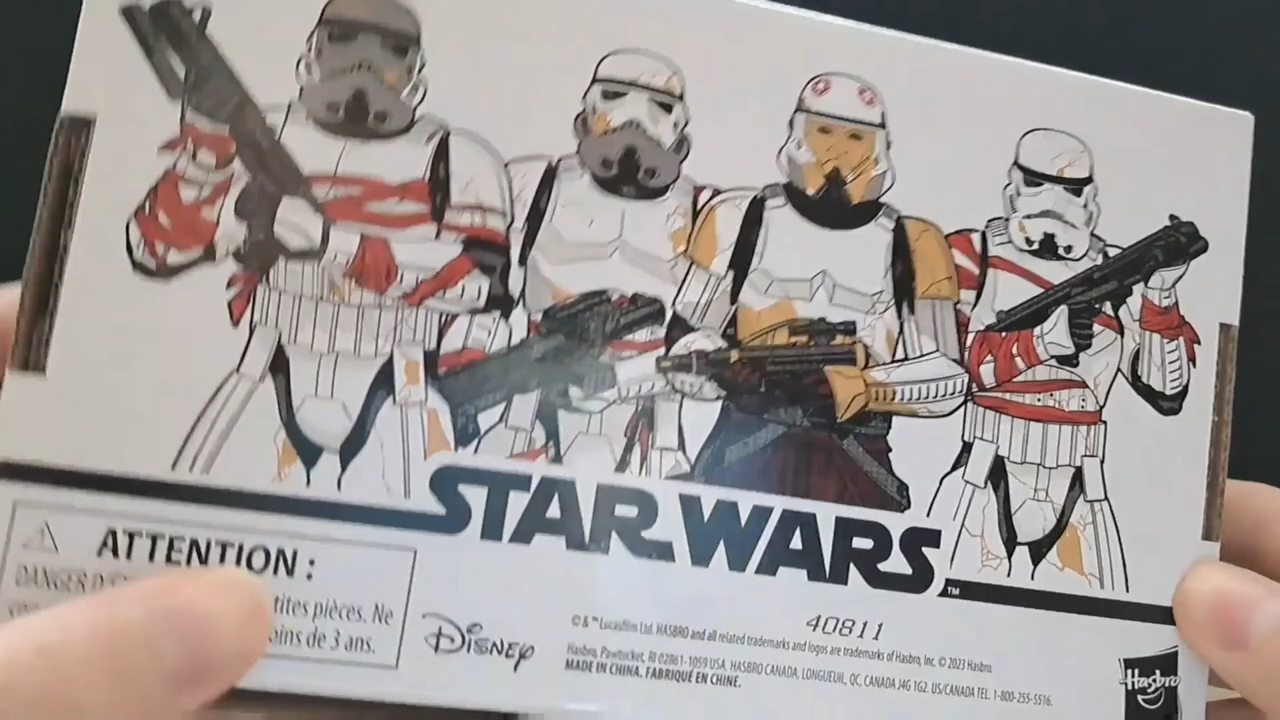 STAR WARS™
ATTENTION :
DANGER
tites pièces. Ne
oins de 3 ans.
Disney
40811
© & ™ Lucasfilm Ltd. HASBRO and all related trademarks and logos are trademarks of Hasbro, Inc. © 2023 Hasbro.
Hasbro, Pawtucket, RI 02861-1059 USA. HASBRO CANADA, LONGUEUIL, QC, CANADA J4G 1G2. US/CANADA TEL. 1-800-255-5516.
MADE IN CHINA. FABRIQUÉ EN CHINE.
Hasbro